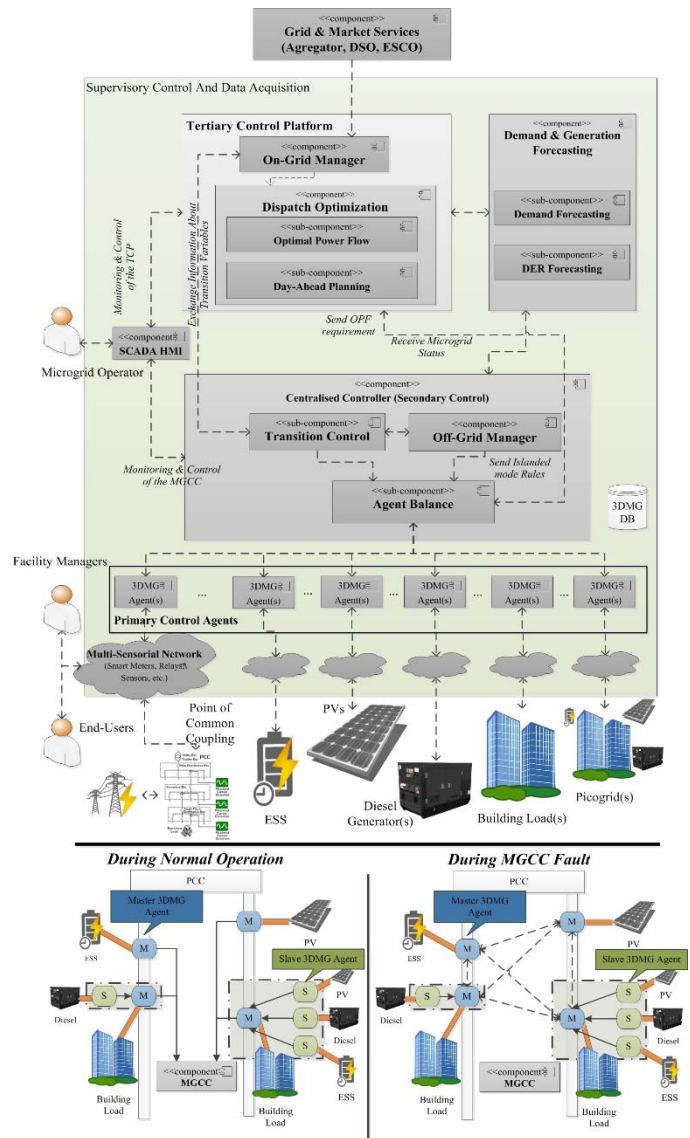 <<component>>
Grid & Market Services
(Agregator, DSO, ESCO)
Supervisory Control And Data Acquisition
Tertiary Control Platform
<<component>>
On-Grid Manager
<<component>>
Dispatch Optimization
<<sub-component>>
Optimal Power Flow
<<sub-component>>
Day-Ahead Planning
<<component>>
Demand & Generation
Forecasting
<<sub-component>>
Demand Forecasting
<<sub-component>>
DER Forecasting
Monitoring & Control
of the TCP
Exchange Information About
Transition Variables
Send OPF
requirement
Receive Microgrid
Status
<<component>>
SCADA HMI
Microgrid Operator
<<component>>
Centralised Controller (Secondary Control)
<<sub-component>>
Transition Control
<<sub-component>>
Off-Grid Manager
Monitoring & Control
of the MGCC
Send Islanded
mode Rules
<<sub-component>>
Agent Balance
3DMG
DB
Facility Managers
3DMG
Agent(s)
...
3DMG
Agent(s)
...
3DMG
Agent(s)
...
3DMG
Agent(s)
...
3DMG
Agent(s)
...
3DMG
Agent(s)
Primary Control Agents
Multi-Sensorial Network
(Smart Meters, Relays,
Sensors, etc.)
End-Users
Point of
Common
Coupling
PCC
ESS
PVs
Diesel
Generator(s)
Building Load(s)
Picogrid(s)
During Normal Operation
PCC
Master 3DMG
Agent
ESS
M
M
PV
Slave 3DMG Agent
S
PV
S
M
Diesel
M
S
Diesel
S
ESS
Building
Load
<<component>>
MGCC
Building
Load
During MGCC Fault
PCC
Master 3DMG
Agent
ESS
M
M
PV
Slave 3DMG Agent
S
PV
S
M
Diesel
M
S
Diesel
S
ESS
Building
Load
<<component>>
MGCC
Building
Load